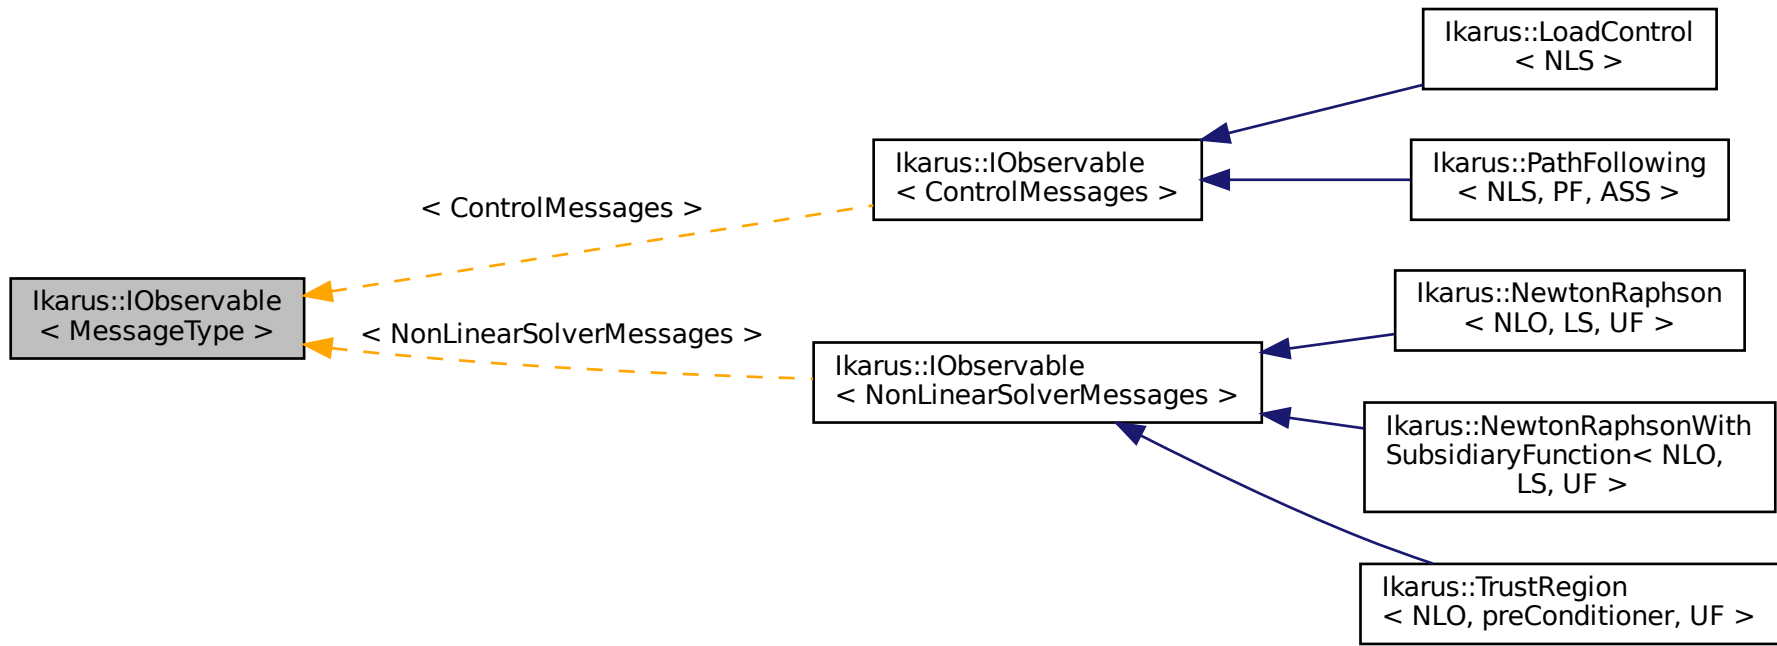 Ikarus::LoadControl
< NLS >
Ikarus::IObservable
< ControlMessages >
Ikarus::PathFollowing
< NLS, PF, ASS >
< ControlMessages >
Ikarus::IObservable
< MessageType >
< NonLinearSolverMessages >
Ikarus::IObservable
< NonLinearSolverMessages >
Ikarus::NewtonRaphson
< NLO, LS, UF >
Ikarus::NewtonRaphsonWith
SubsidiaryFunction< NLO,
LS, UF >
Ikarus::TrustRegion
< NLO, preConditioner, UF >